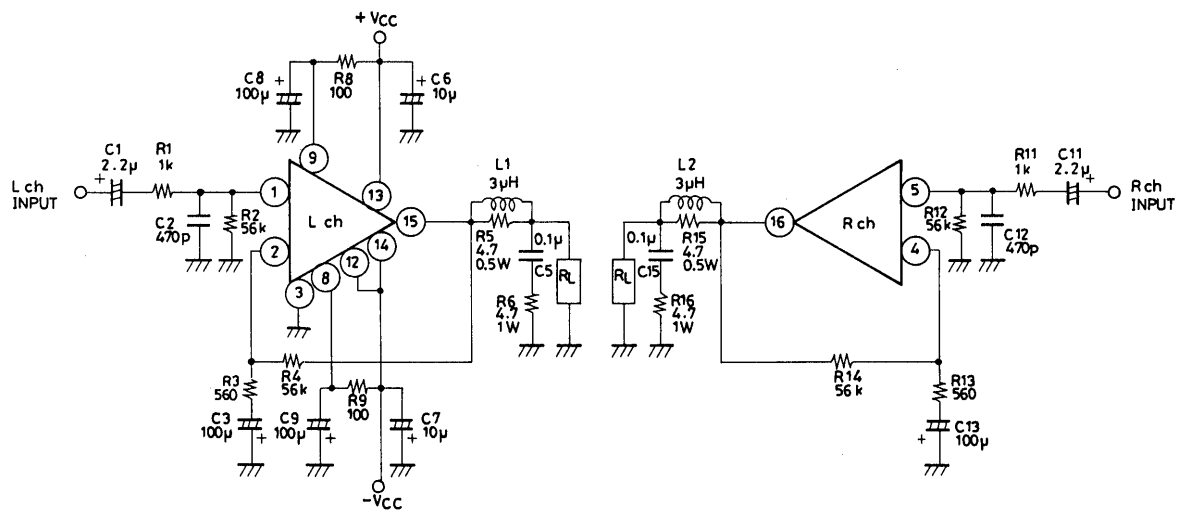 + VCC
C8
100μ
+
R8
100
+
C6
10μ
C1
2.2μ
+
R1
1k
L ch
INPUT
C2
470p
R2
56k
9
1
2
3
8
12
13
14
15
L ch
L1
3μH
R5
4.7
0.5W
0.1μ
C5
R6
4.7
1W
RL
R3
560
C3
100μ
+
R4
56k
C9
100μ
+
R9
100
C7
10μ
+
-VCC
L2
3μH
0.1μ
C15
R15
4.7
0.5W
R16
4.7
1W
RL
16
R ch
5
4
R11
1k
C11
2.2μ
+
R ch
INPUT
R12
56k
C12
470p
R14
56k
R13
560
+
C13
100μ